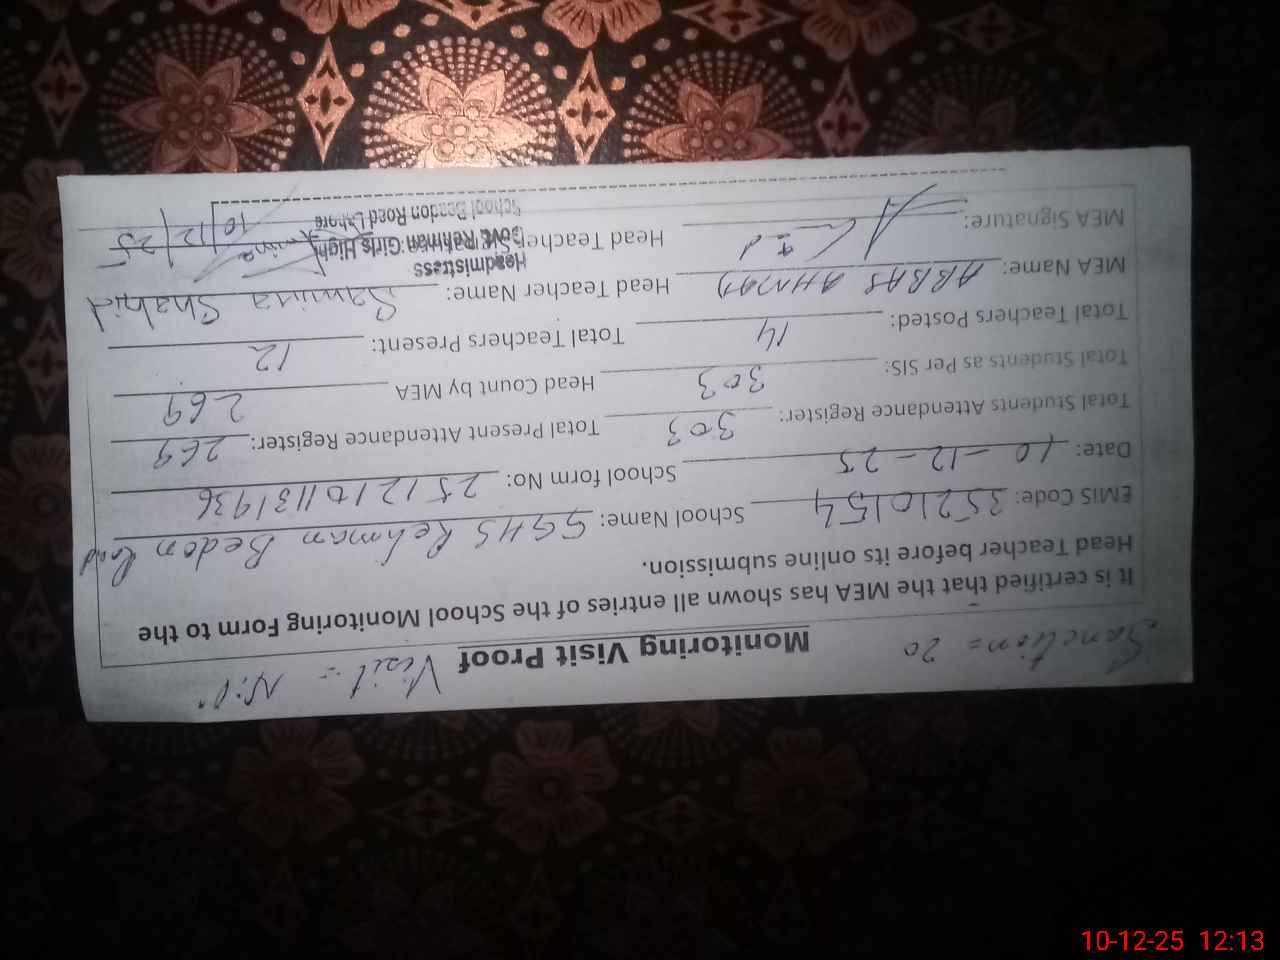 Sanction = 20 Visit = Nil
Monitoring Visit Proof
It is certified that the MEA has shown all entries of the School Monitoring Form to the
Head Teacher before its online submission.
EMIS Code: 35210154 School Name: GGHS Rehman Bedon Road
Date: 10-12-25 School form No:
Total Students Attendance Register: 303 Total Present Attendance Register: 269
Total Students as Per SIS: 303 Head Count by MEA 269
Total Teachers Posted: 14 Total Teachers Present: 12
MEA Name: ABBAS AHMAD Head Teacher Name: Samina Shahid
MEA Signature: Head Teacher
Headmistress
Govt. Rehman Girls High
School Beadon Road Lahore
10/12/25
10-12-25 12:13